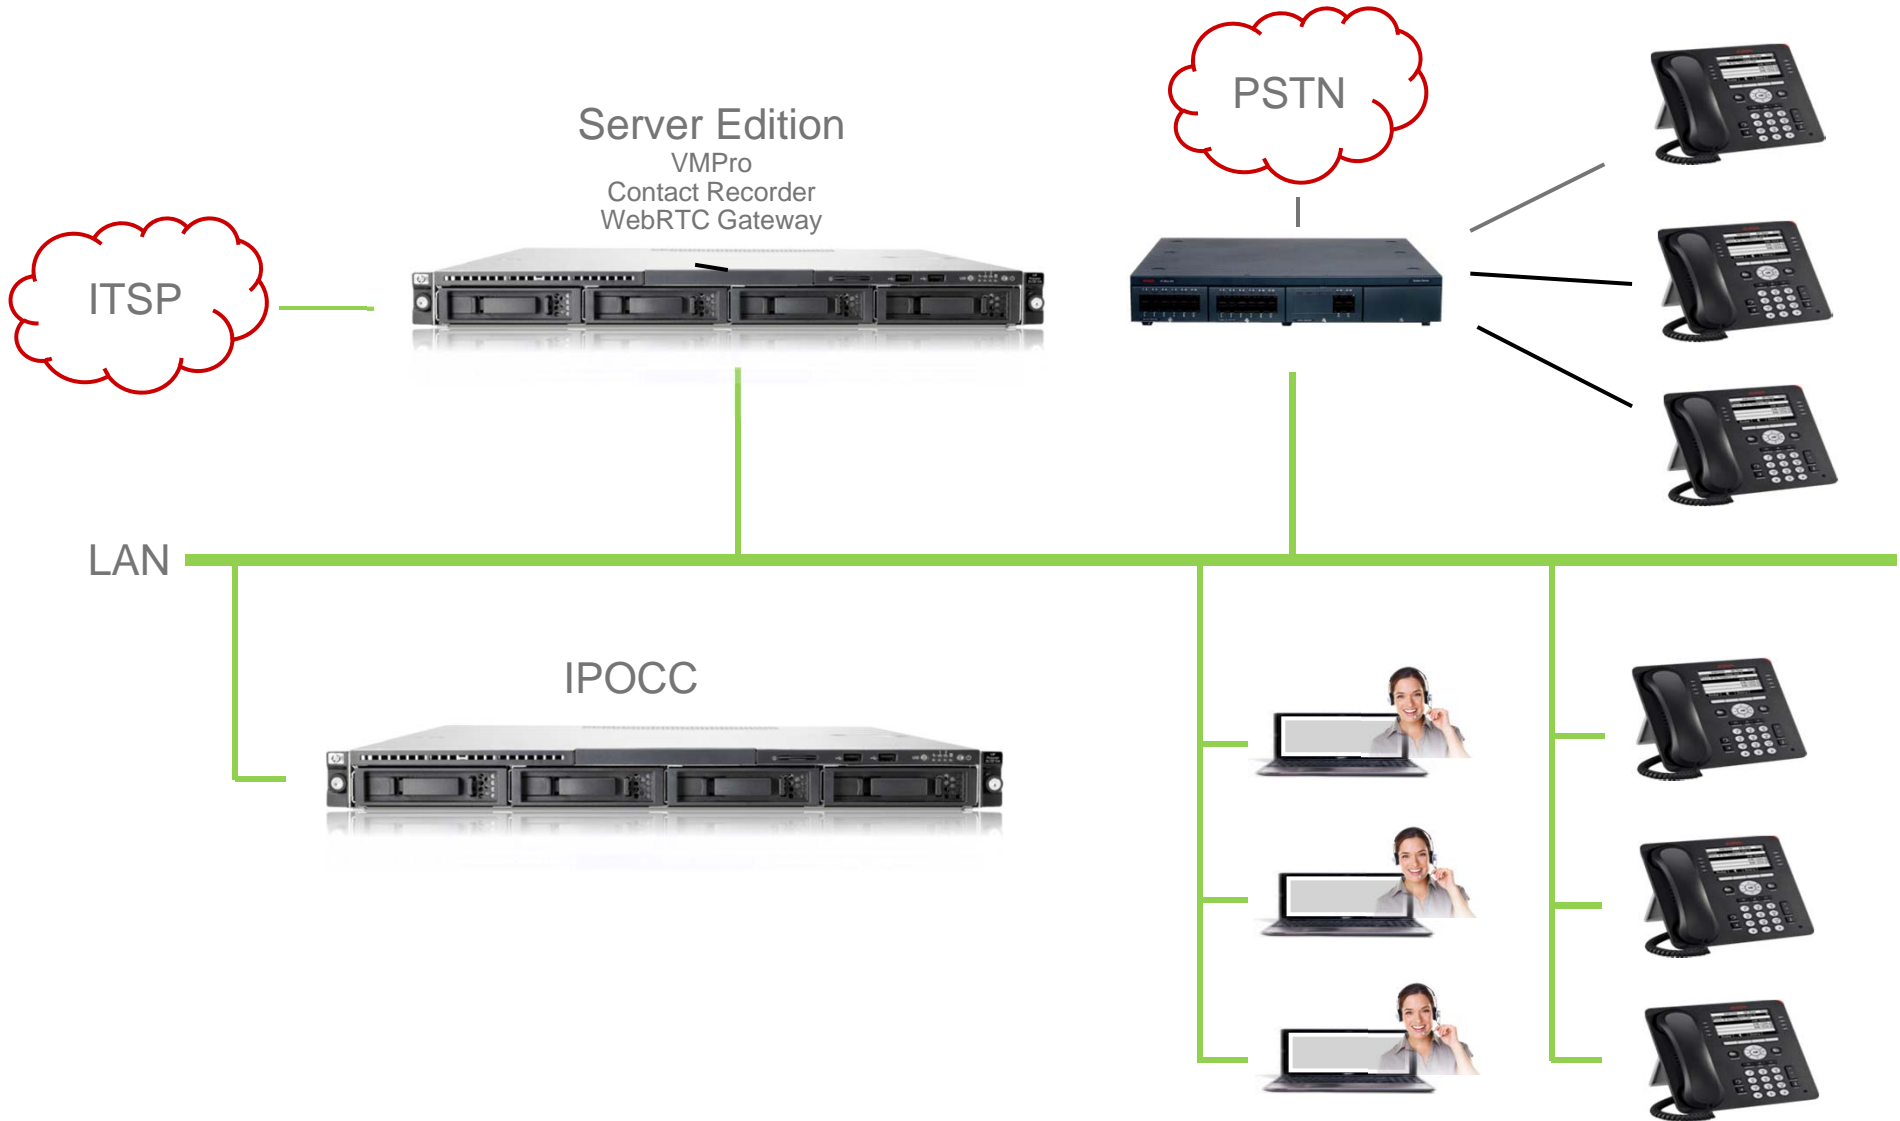 PSTN
Server Edition
VMPro
Contact Recorder
WebRTC Gateway
ITSP
LAN
IPOCC